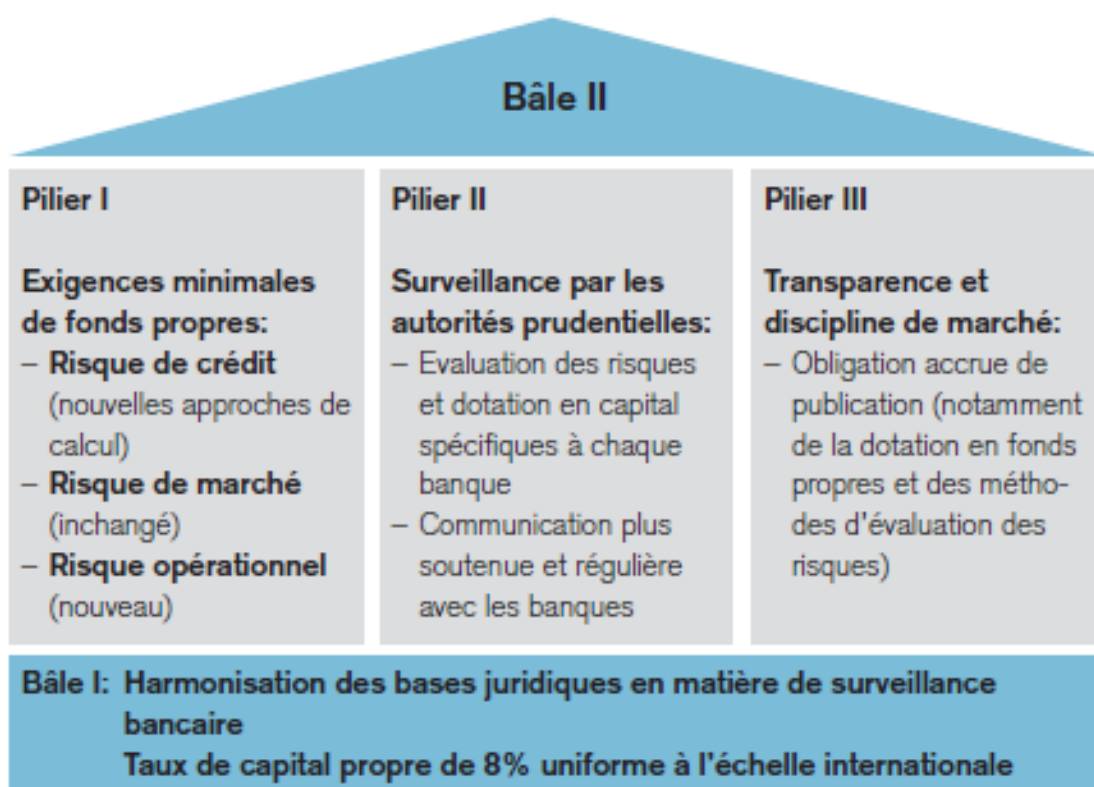 Bâle II
Pilier I
Exigences minimales
de fonds propres:
– Risque de crédit
(nouvelles approches de
calcul)
– Risque de marché
(inchangé)
– Risque opérationnel
(nouveau)
Pilier II
Surveillance par les
autorités prudentielles:
– Evaluation des risques
et dotation en capital
spécifiques à chaque
banque
– Communication plus
soutenue et régulière
avec les banques
Pilier III
Transparence et
discipline de marché:
– Obligation accrue de
publication (notamment
de la dotation en fonds
propres et des métho-
des d'évaluation des
risques)
Bâle I: Harmonisation des bases juridiques en matière de surveillance
bancaire
Taux de capital propre de 8% uniforme à l'échelle internationale